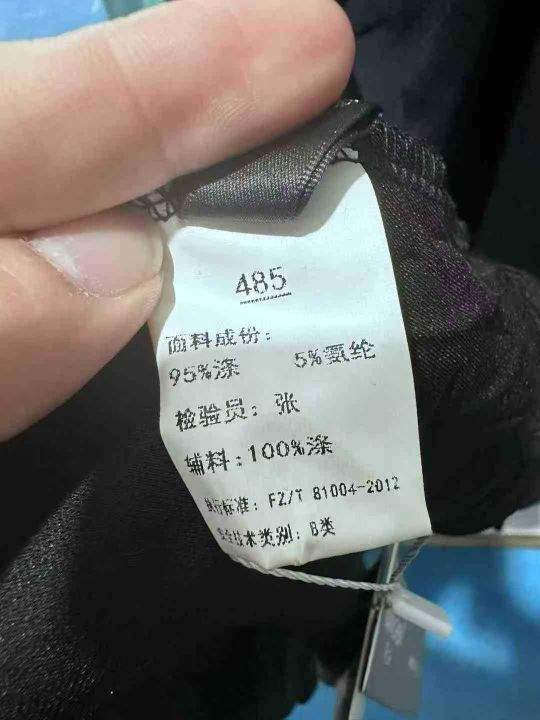 485
面料成份:
95%涤 5%氨纶
检验员: 张
辅料:100%涤
执行标准: FZ/T 81004-2012
安全技术类别: B类